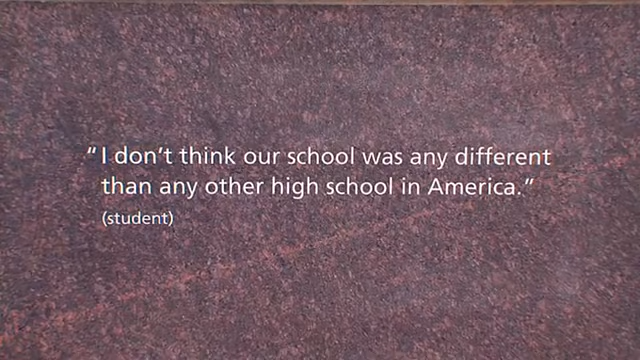 “I don’t think our school was any different
than any other high school in America.”
(student)